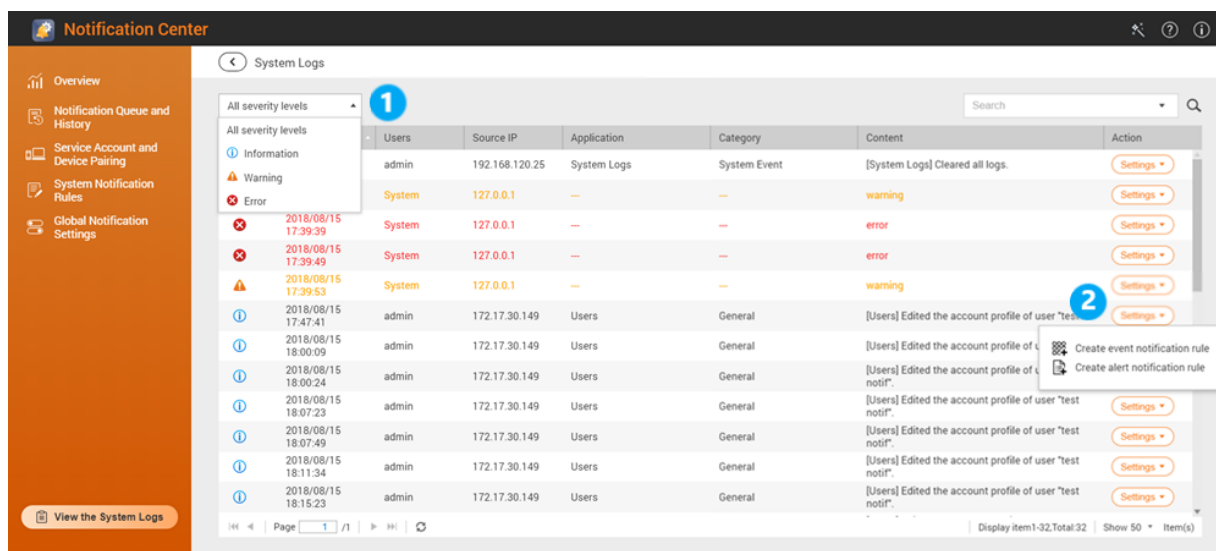 Notification Center
System Logs
Overview
Notification Queue and
History
Service Account and
Device Pairing
System Notification
Rules
Global Notification
Settings
View the System Logs
All severity levels
1
Search
All severity levels
Information
Warning
Error
Users Source IP Application Category Content Action
admin 192.168.120.25 System Logs System Event [System Logs] Cleared all logs. Settings
System 127.0.0.1 --- --- warning Settings
2018/08/15
17:39:39
System 127.0.0.1 --- --- error Settings
2018/08/15
17:39:49
System 127.0.0.1 --- --- error Settings
2018/08/15
17:39:53
System 127.0.0.1 --- --- warning Settings
2
2018/08/15
17:47:41
admin 172.17.30.149 Users General [Users] Edited the account profile of user "test Settings
Create event notification rule
Create alert notification rule
2018/08/15
18:00:09
admin 172.17.30.149 Users General [Users] Edited the account profile of
2018/08/15
18:00:24
admin 172.17.30.149 Users General [Users] Edited the account profile of
notif".
2018/08/15
18:07:23
admin 172.17.30.149 Users General [Users] Edited the account profile of user "test
notif".
Settings
2018/08/15
18:07:49
admin 172.17.30.149 Users General [Users] Edited the account profile of user "test
notif".
Settings
2018/08/15
18:11:34
admin 172.17.30.149 Users General [Users] Edited the account profile of user "test
notif".
Settings
2018/08/15
18:15:23
admin 172.17.30.149 Users General [Users] Edited the account profile of user "test
notif".
Settings
Page 1 /1
Display item1-32,Total:32 Show 50 Item(s)